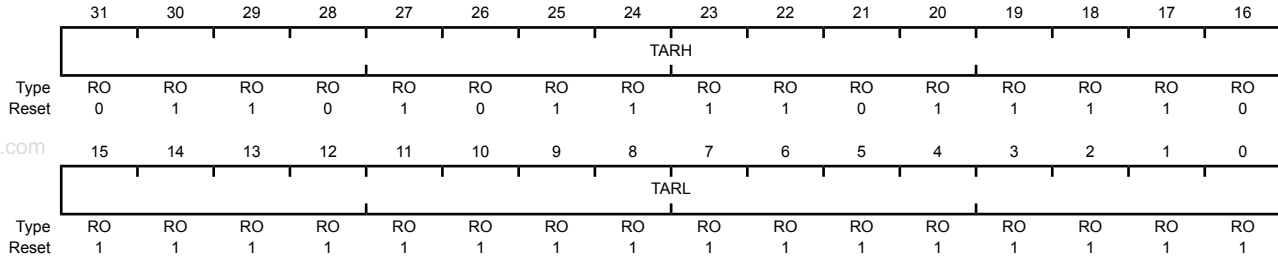 31 30 29 28 27 26 25 24 23 22 21 20 19 18 17 16
TARH
Type RO RO RO RO RO RO RO RO RO RO RO RO RO RO RO RO
Reset 0 1 1 0 1 0 1 1 1 1 0 1 1 1 1 0
.com 15 14 13 12 11 10 9 8 7 6 5 4 3 2 1 0
TARL
Type RO RO RO RO RO RO RO RO RO RO RO RO RO RO RO RO
Reset 1 1 1 1 1 1 1 1 1 1 1 1 1 1 1 1